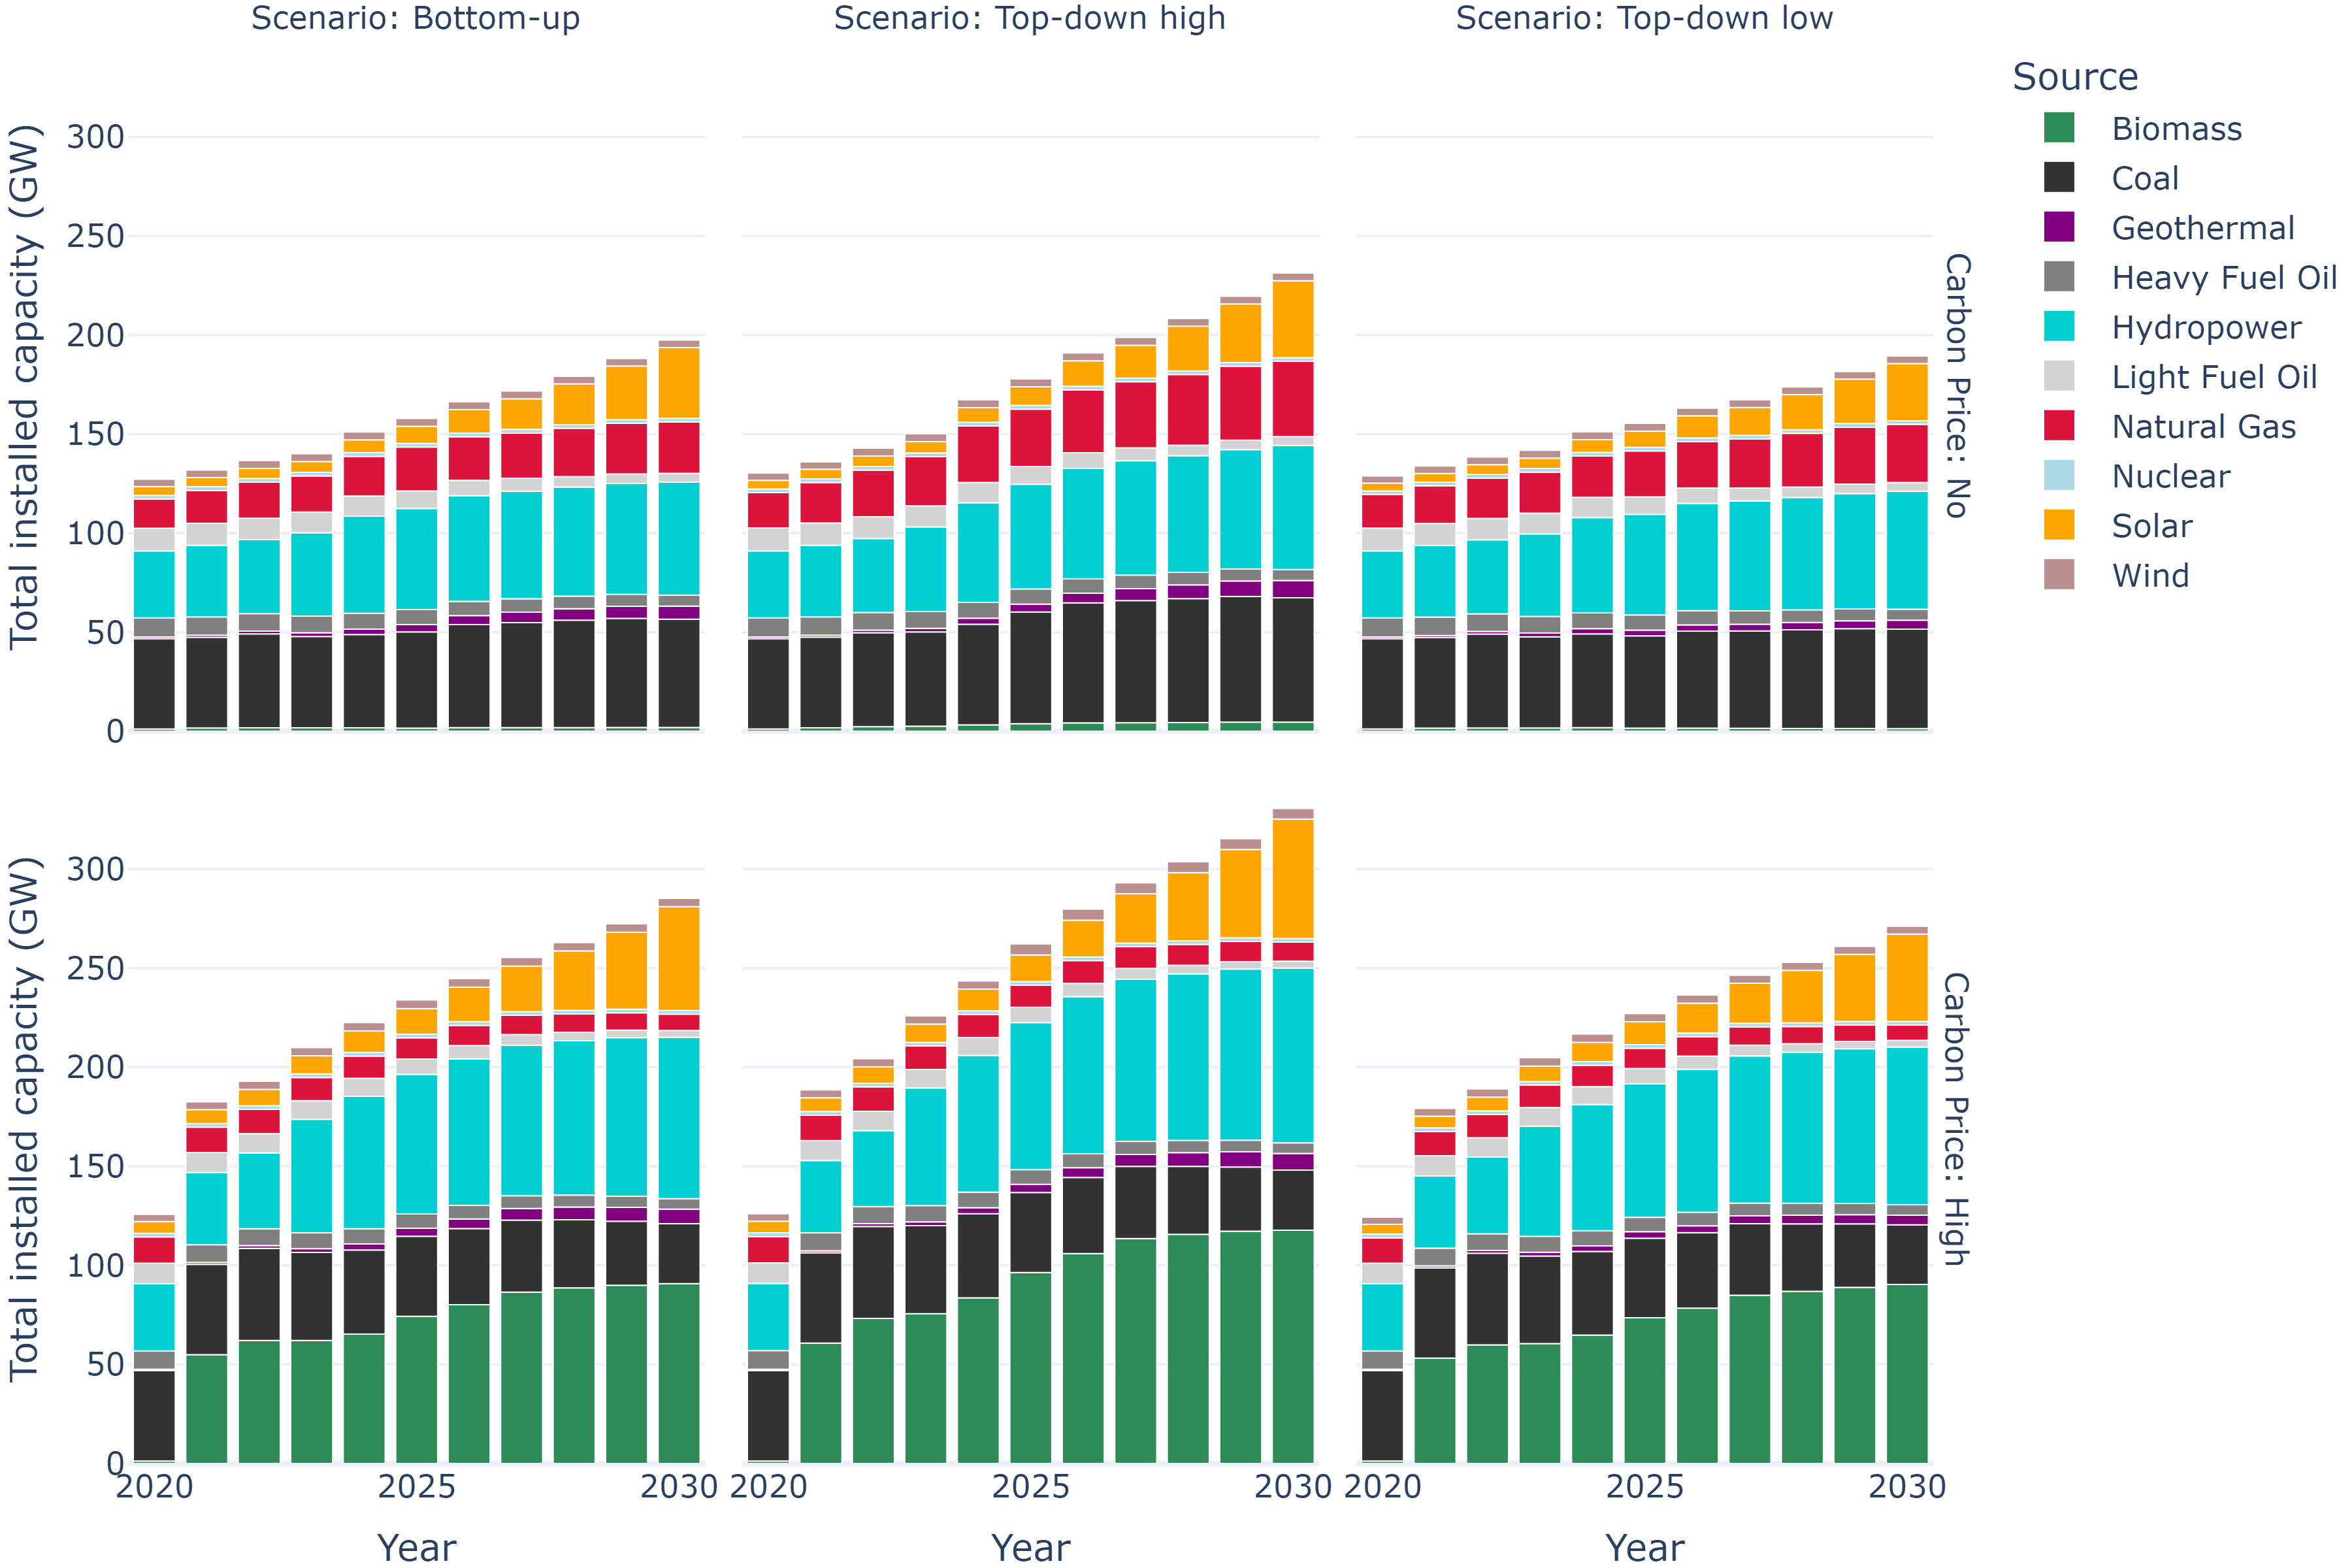 Scenario: Bottom-up
Scenario: Top-down high
Scenario: Top-down low
Source
Biomass
Coal
Geothermal
Heavy Fuel Oil
Hydropower
Light Fuel Oil
Natural Gas
Nuclear
Solar
Wind
Total installed capacity (GW)
300
250
200
150
100
50
0
Carbon Price: No
Total installed capacity (GW)
300
250
200
150
100
50
0
Carbon Price: High
2020 2025 2030
2020 2025 2030
2020 2025 2030
Year
Year
Year